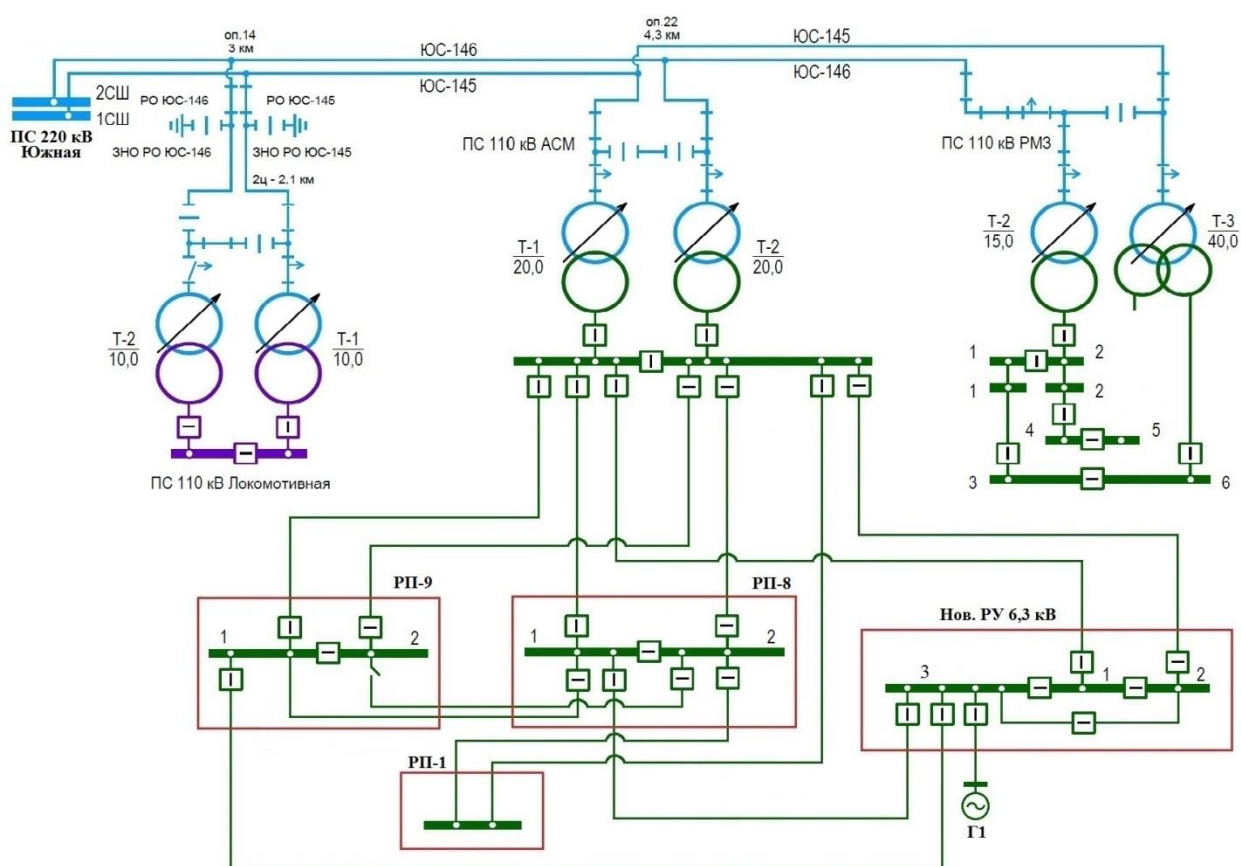 оп.14
3 км
ЮС-146
оп.22
4,3 км
ЮС-145
ЮС-145
ЮС-146
2СШ
1СШ
ПС 220 кВ
Южная
РО ЮС-146
РО ЮС-145
ЗНО РО ЮС-146
ЗНО РО ЮС-145
2ц - 2,1 км
ПС 110 кВ АСМ
ПС 110 кВ РМЗ
Т-2
10,0
Т-1
10,0
Т-1
20,0
Т-2
20,0
Т-2
15,0
Т-3
40,0
1
2
1
2
4
5
3
6
ПС 110 кВ Локомотивная
РП-9
1
2
РП-8
1
2
Нов. РУ 6,3 кВ
3
1
2
РП-1
Г1